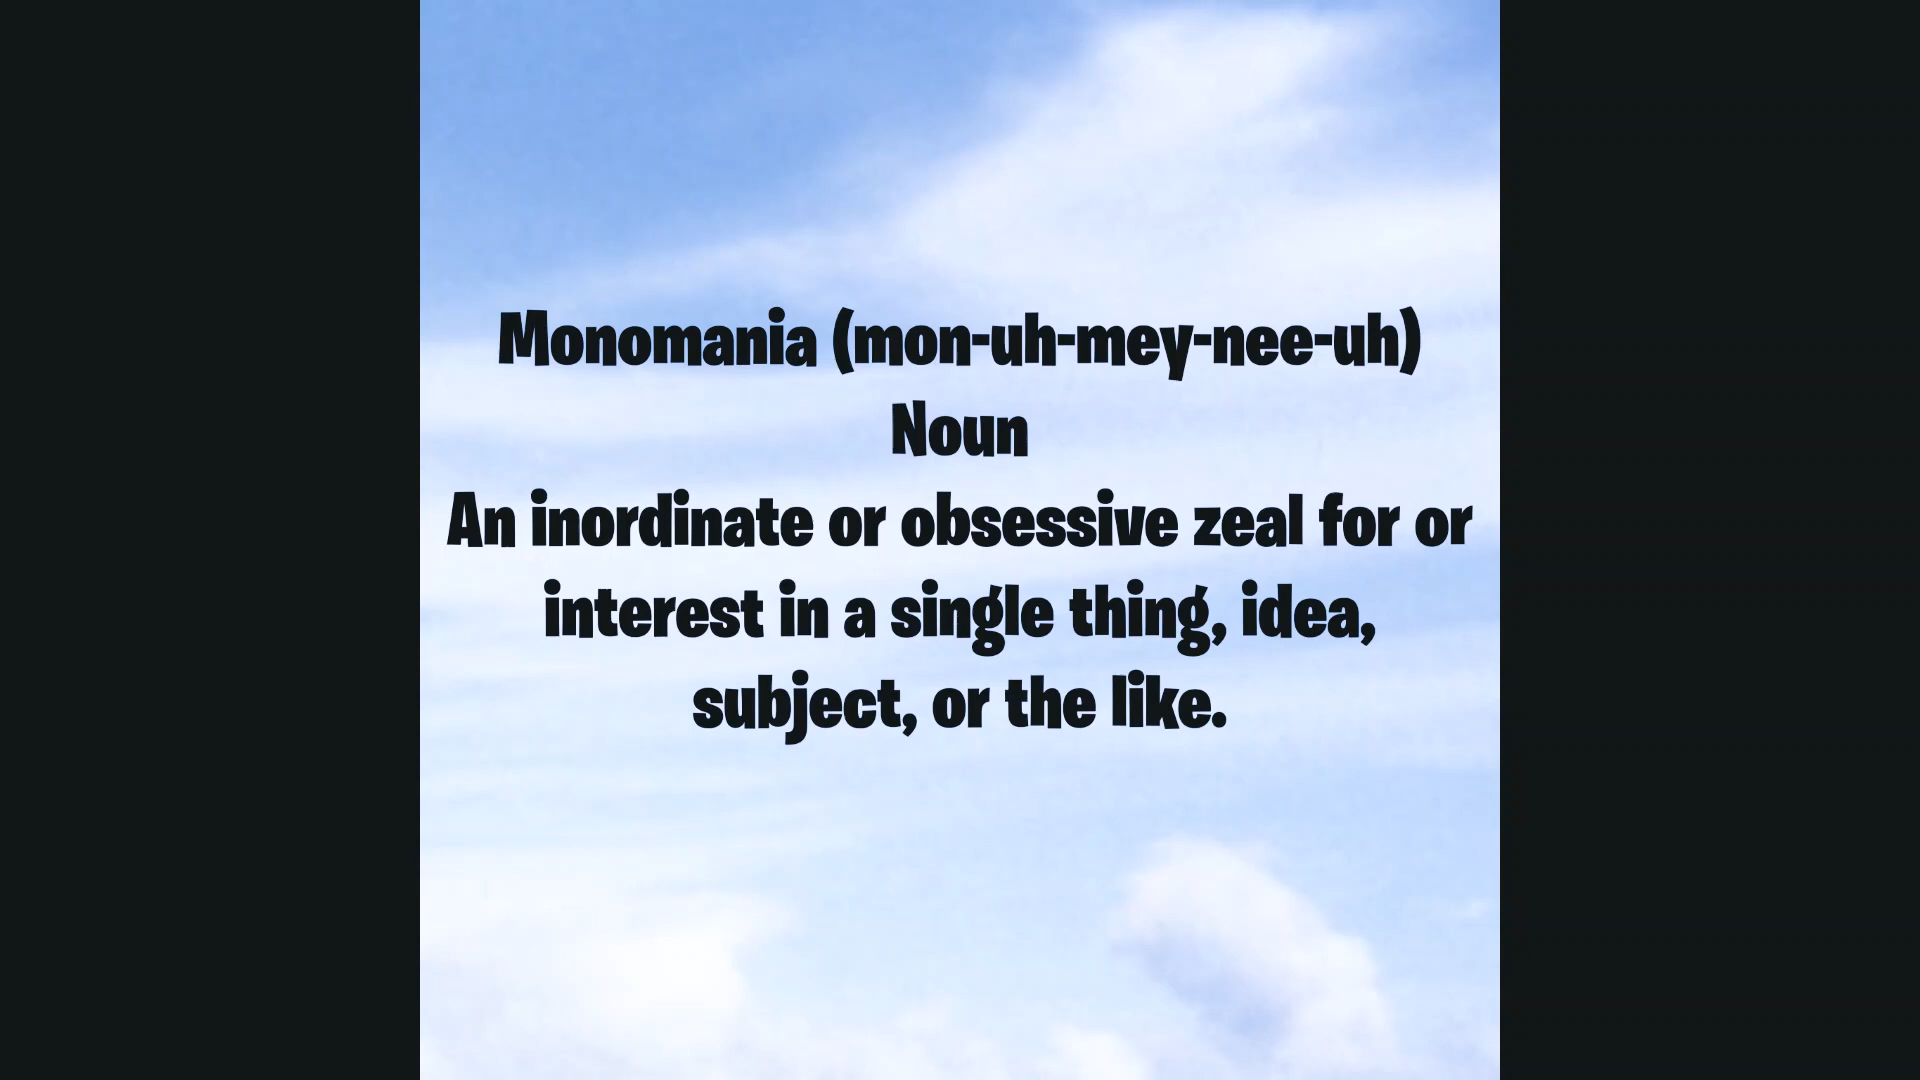 Monomania (mon-uh-mey-nee-uh)
Noun
An inordinate or obsessive zeal for or
interest in a single thing, idea,
subject, or the like.